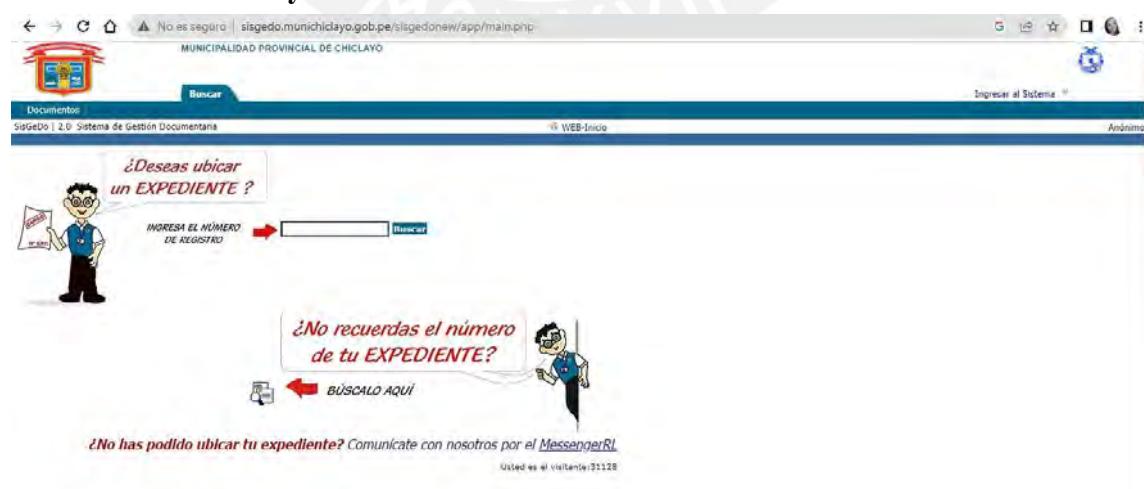 No es seguro | sisgedo.munichiclayo.gob.pe/sisgedonew/app/main.php
MUNICIPALIDAD PROVINCIAL DE CHICLAYO
Buscar
Ingresar al Sistema
Documentos
SisGeDo | 2.0 Sistema de Gestión Documentaria
WEB-Inicio
Anónimo
¿Deseas ubicar
un EXPEDIENTE ?
INGRESA EL NÚMERO
DE REGISTRO
Buscar
¿No recuerdas el número
de tu EXPEDIENTE?
BÚSCALO AQUÍ
¿No has podido ubicar tu expediente? Comunícate con nosotros por el MessengerRL
Usted es el visitante:31128